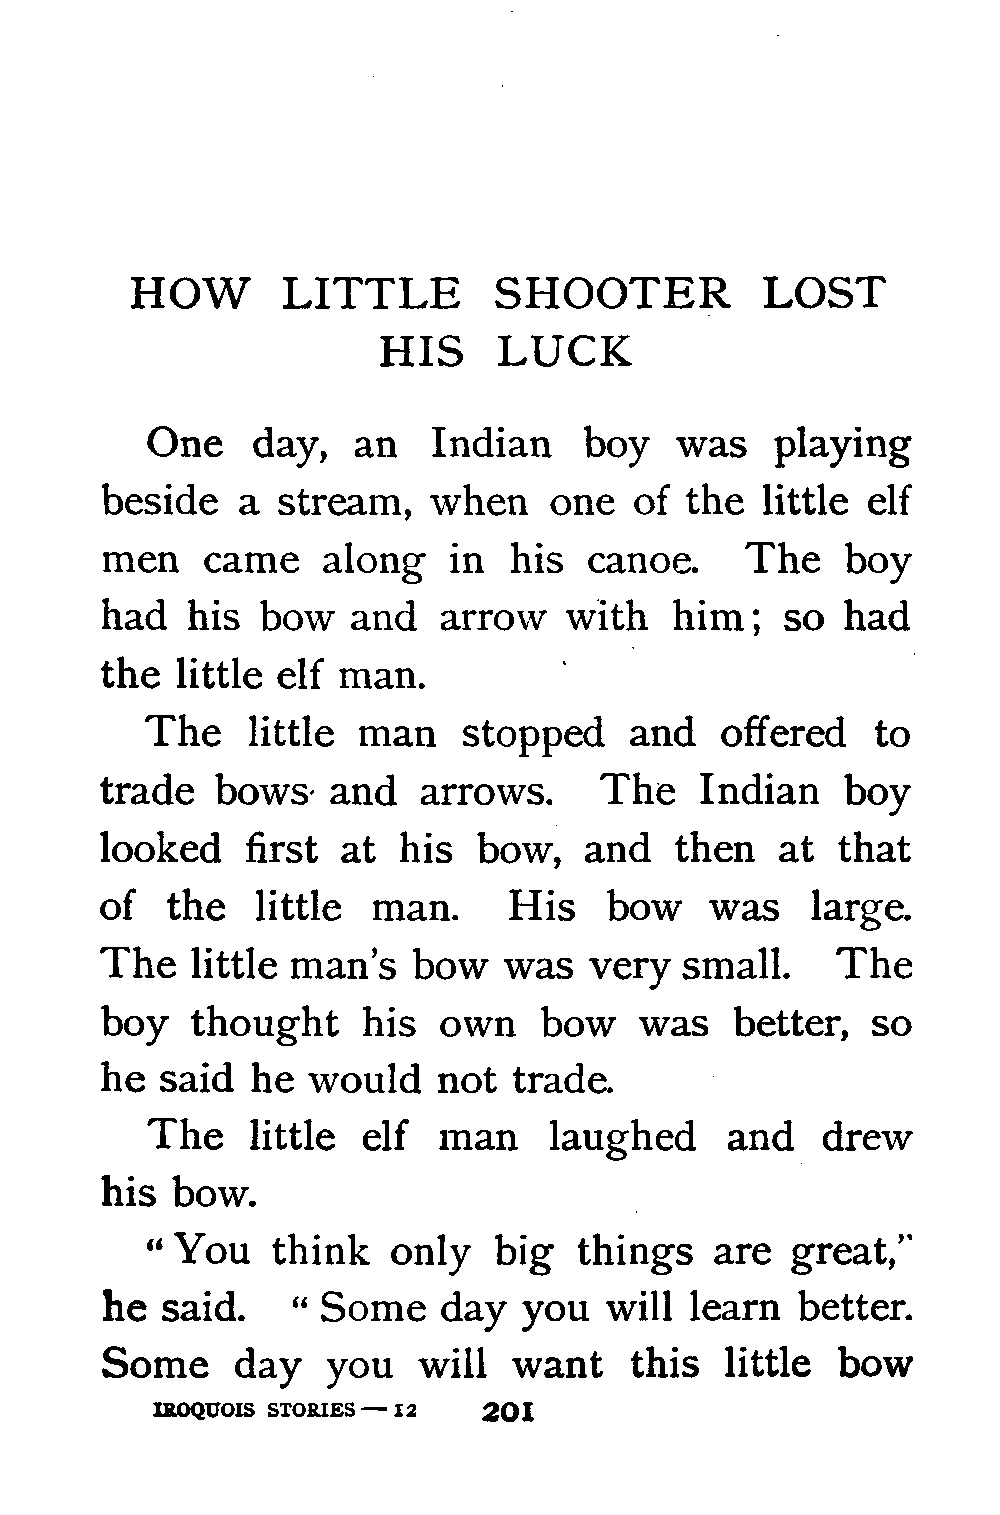 HOW LITTLE SHOOTER LOST
HIS LUCK
One day, an Indian boy was playing
beside a stream, when one of the little elf
men came along in his canoe. The boy
had his bow and arrow with him; so had
the little elf man.
The little man stopped and offered to
trade bows and arrows. The Indian boy
looked first at his bow, and then at that
of the little man. His bow was large.
The little man's bow was very small. The
boy thought his own bow was better, so
he said he would not trade.
The little elf man laughed and drew
his bow.
"You think only big things are great,"
he said. "Some day you will learn better.
Some day you will want this little bow
IROQUOIS STORIES — 12 201